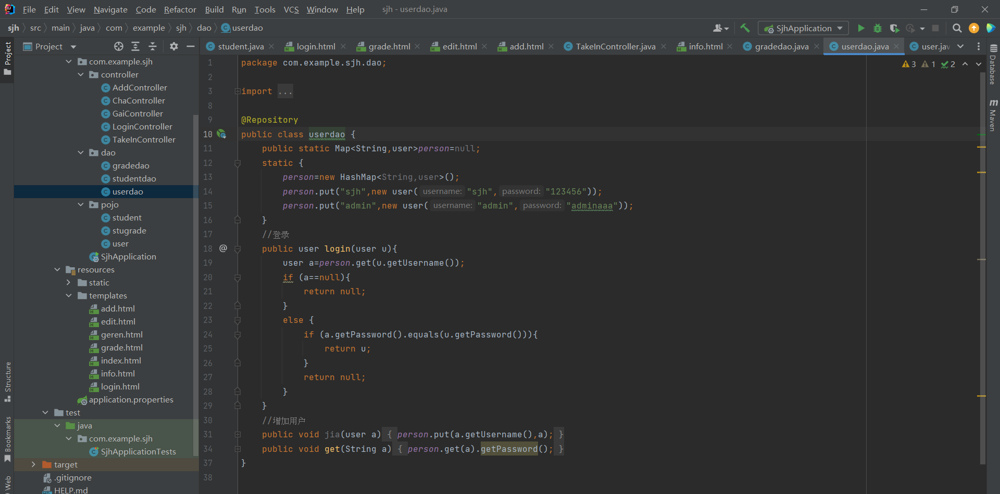 File Edit View Navigate Code Refactor Build Run Tools VCS Window Help sjh - userdao.java
sjh src main java com example sjh dao userdao SjhApplication
Project
student.java login.html grade.html edit.html add.html TakeInController.java info.html gradedao.java userdao.java user.jav
Project
Structure
Bookmarks
Web
com.example.sjh
controller
AddController
ChaController
GaiController
LoginController
TakeInController
dao
gradedao
studentdao
userdao
pojo
student
stugrade
user
SjhApplication
resources
static
templates
add.html
edit.html
geren.html
grade.html
index.html
info.html
login.html
application.properties
test
java
com.example.sjh
SjhApplicationTests
target
.gitignore
HELP.md
3 1 2
1 package com.example.sjh.dao;
2
3 import ...
8
9 @Repository
10 public class userdao {
11 public static Map<String,user>person=null;
12 static {
13 person=new HashMap<String,user>();
14 person.put("sjh",new user( username: "sjh", password: "123456"));
15 person.put("admin",new user( username: "admin", password: "adminaaa"));
16 }
17 //登录
18 @ public user login(user u){
19 user a=person.get(u.getUsername());
20 if (a==null){
21 return null;
22 }
23 else {
24 if (a.getPassword().equals(u.getPassword())){
25 return u;
26 }
27 return null;
28 }
29 }
30 //增加用户
31 public void jia(user a) { person.put(a.getUsername(),a); }
34 public void get(String a) { person.get(a).getPassword(); }
37 }
38
Database
m Maven